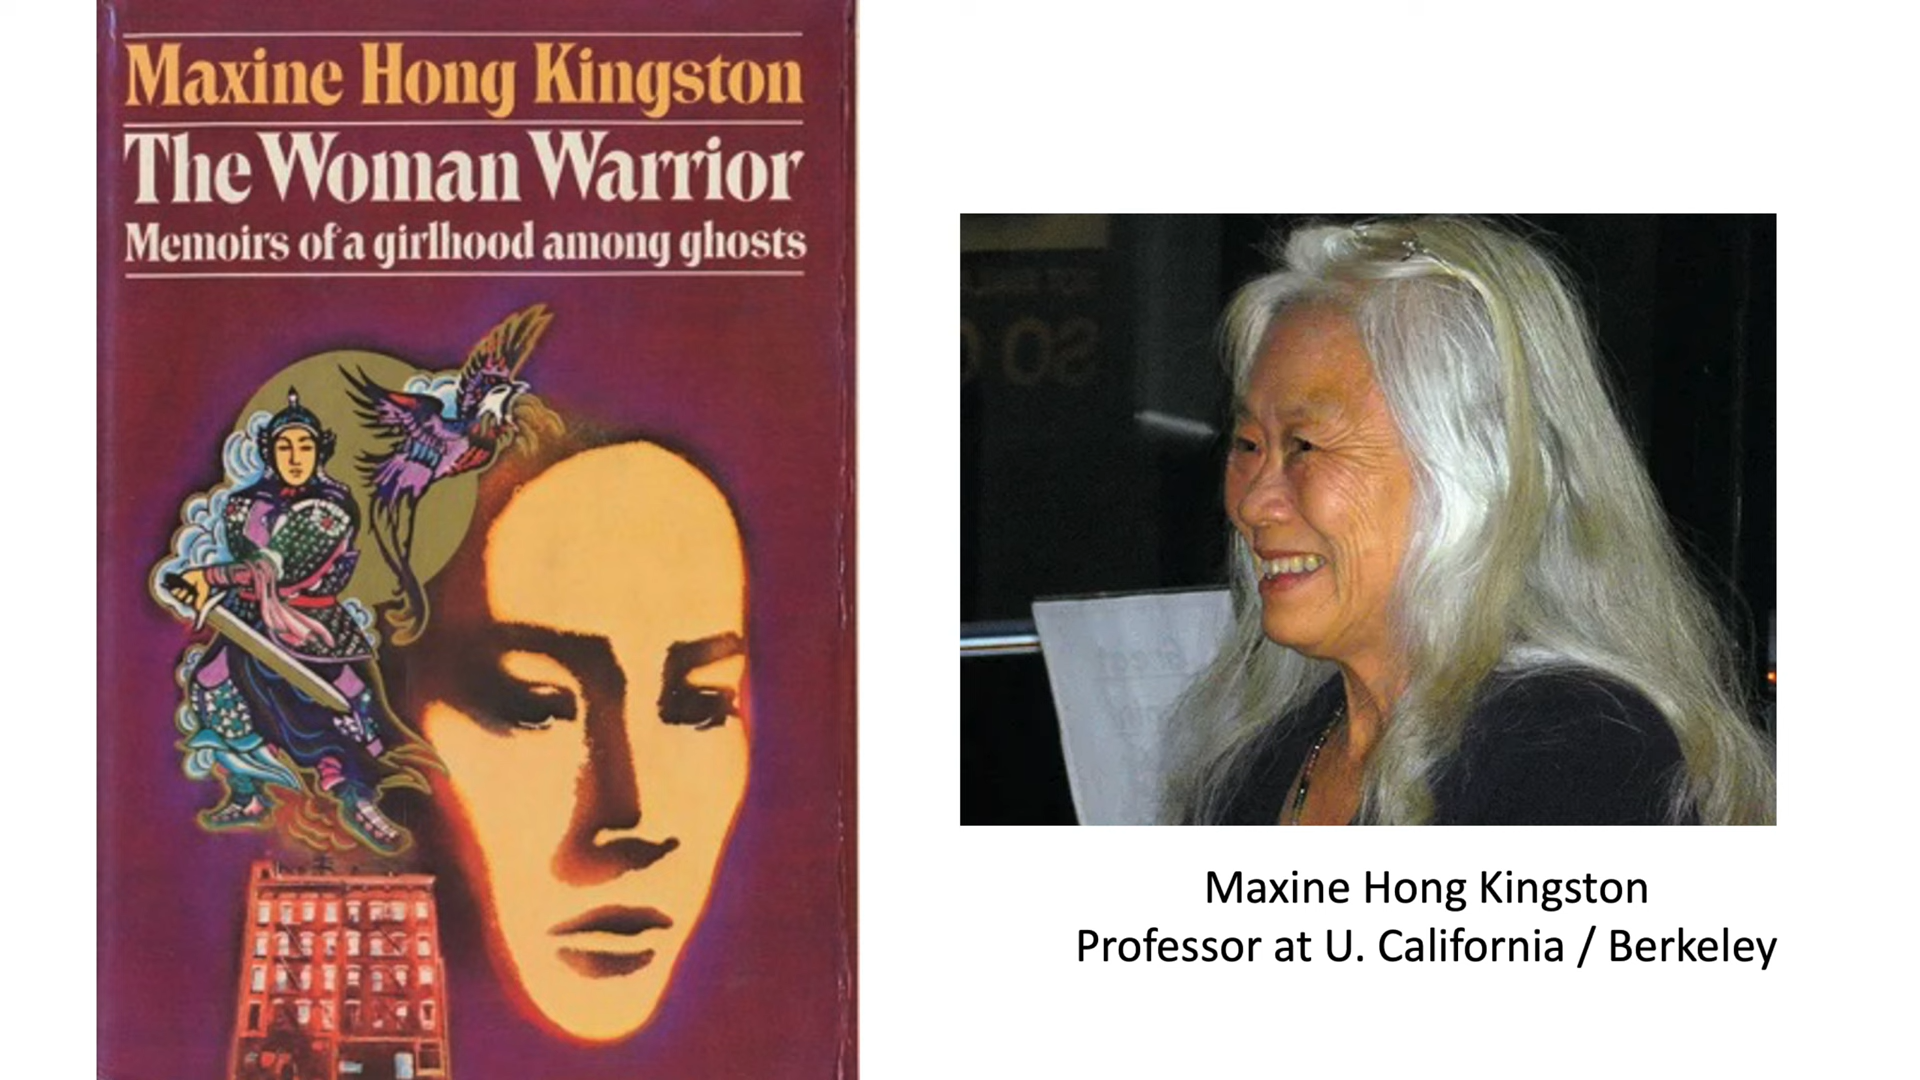 Maxine Hong Kingston
The Woman Warrior
Memoirs of a girlhood among ghosts
Maxine Hong Kingston
Professor at U. California / Berkeley